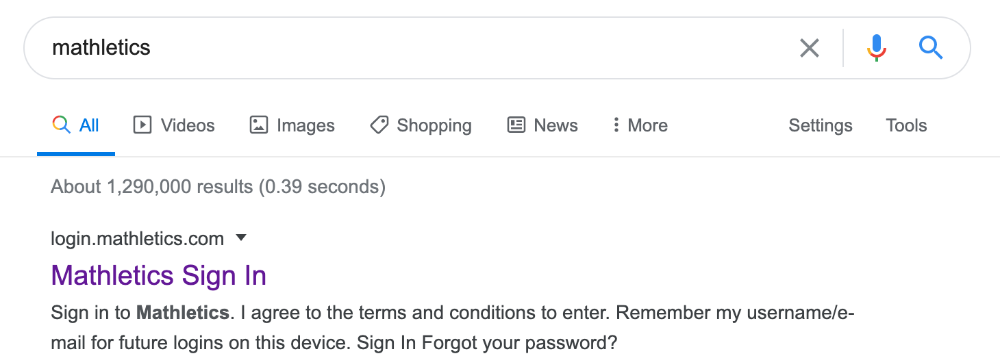 mathletics
All Videos Images Shopping News More Settings Tools
About 1,290,000 results (0.39 seconds)
login.mathletics.com
Mathletics Sign In
Sign in to Mathletics. I agree to the terms and conditions to enter. Remember my username/e-
mail for future logins on this device. Sign In Forgot your password?